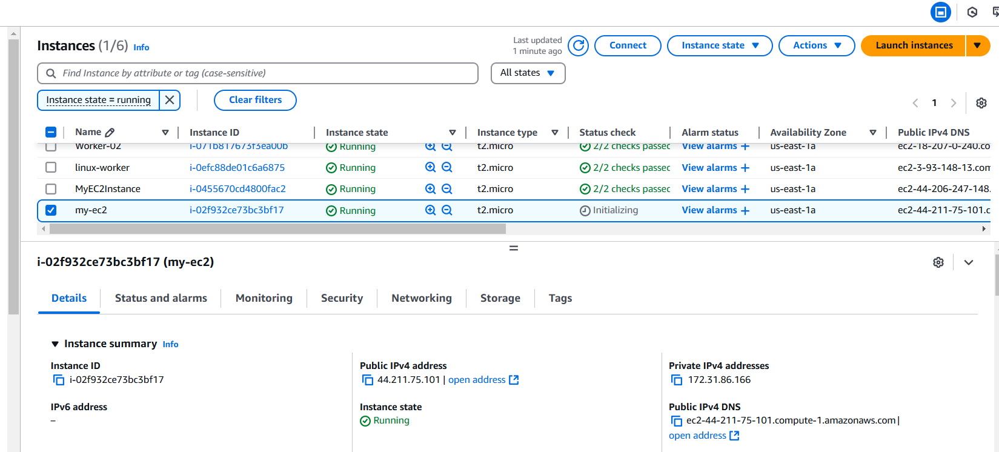 Last updated
1 minute ago
Instances (1/6) Info
Connect
Instance state
Actions
Launch instances
Find Instance by attribute or tag (case-sensitive)
All states
Instance state = running
Clear filters
1
Name Instance ID Instance state Instance type Status check Alarm status Availability Zone Public IPv4 DNS
Worker-02 i-071b817673f3ea00b Running t2.micro 2/2 checks passec View alarms + us-east-1a ec2-18-207-0-240.co
linux-worker i-0efc88de01c6a6875 Running t2.micro 2/2 checks passec View alarms + us-east-1a ec2-3-93-148-13.com
MyEC2Instance i-0455670cd4800fac2 Running t2.micro 2/2 checks passec View alarms + us-east-1a ec2-44-206-247-148.
my-ec2 i-02f932ce73bc3bf17 Running t2.micro Initializing View alarms + us-east-1a ec2-44-211-75-101.c
i-02f932ce73bc3bf17 (my-ec2)
Details Status and alarms Monitoring Security Networking Storage Tags
Instance summary Info
Instance ID
i-02f932ce73bc3bf17
Public IPv4 address
44.211.75.101 | open address
Private IPv4 addresses
172.31.86.166
IPv6 address
–
Instance state
Running
Public IPv4 DNS
ec2-44-211-75-101.compute-1.amazonaws.com |
open address